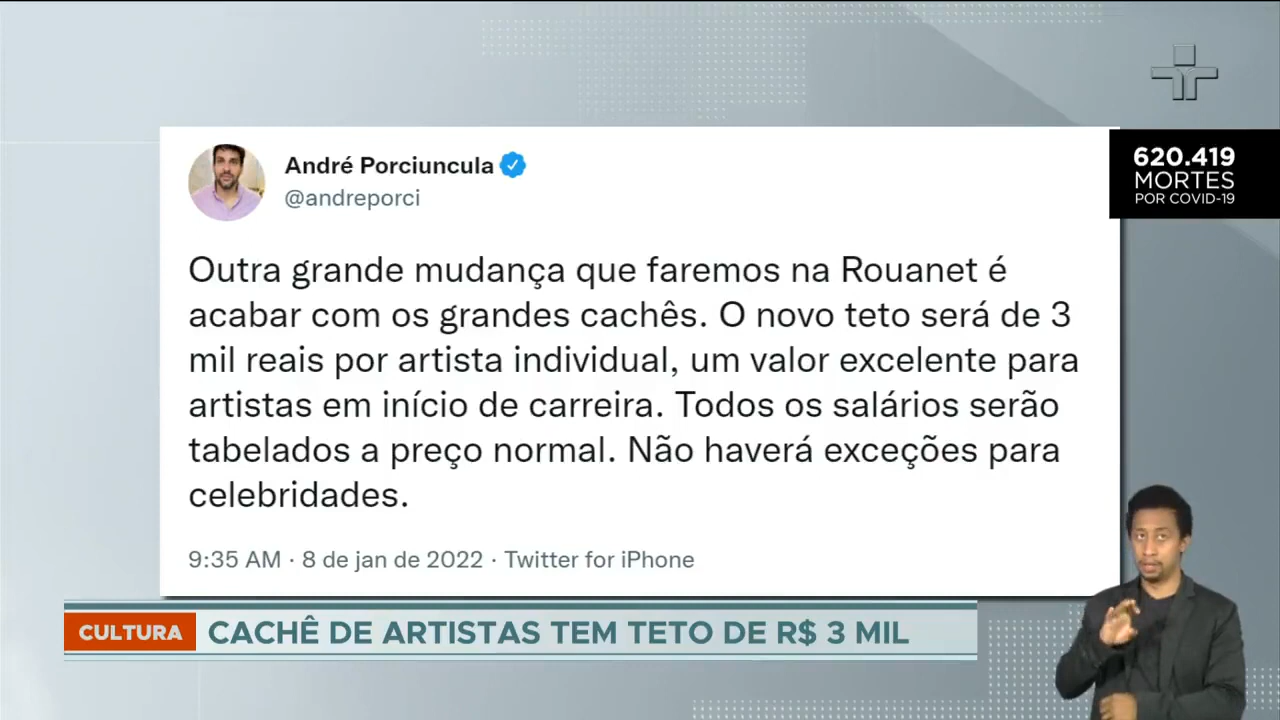 620.419
MORTES
POR COVID-19
André Porciuncula
@andreporci
Outra grande mudança que faremos na Rouanet é
acabar com os grandes cachês. O novo teto será de 3
mil reais por artista individual, um valor excelente para
artistas em início de carreira. Todos os salários serão
tabelados a preço normal. Não haverá exceções para
celebridades.
9:35 AM · 8 de jan de 2022 · Twitter for iPhone
CULTURA CACHÊ DE ARTISTAS TEM TETO DE R$ 3 MIL